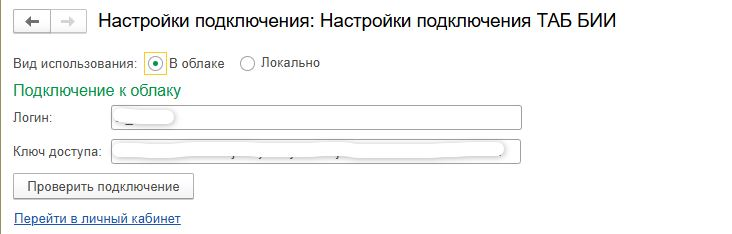 Настройки подключения: Настройки подключения ТАБ БИИ
Вид использования: В облаке Локально
Подключение к облаку
Логин:
Ключ доступа:
Проверить подключение
Перейти в личный кабинет